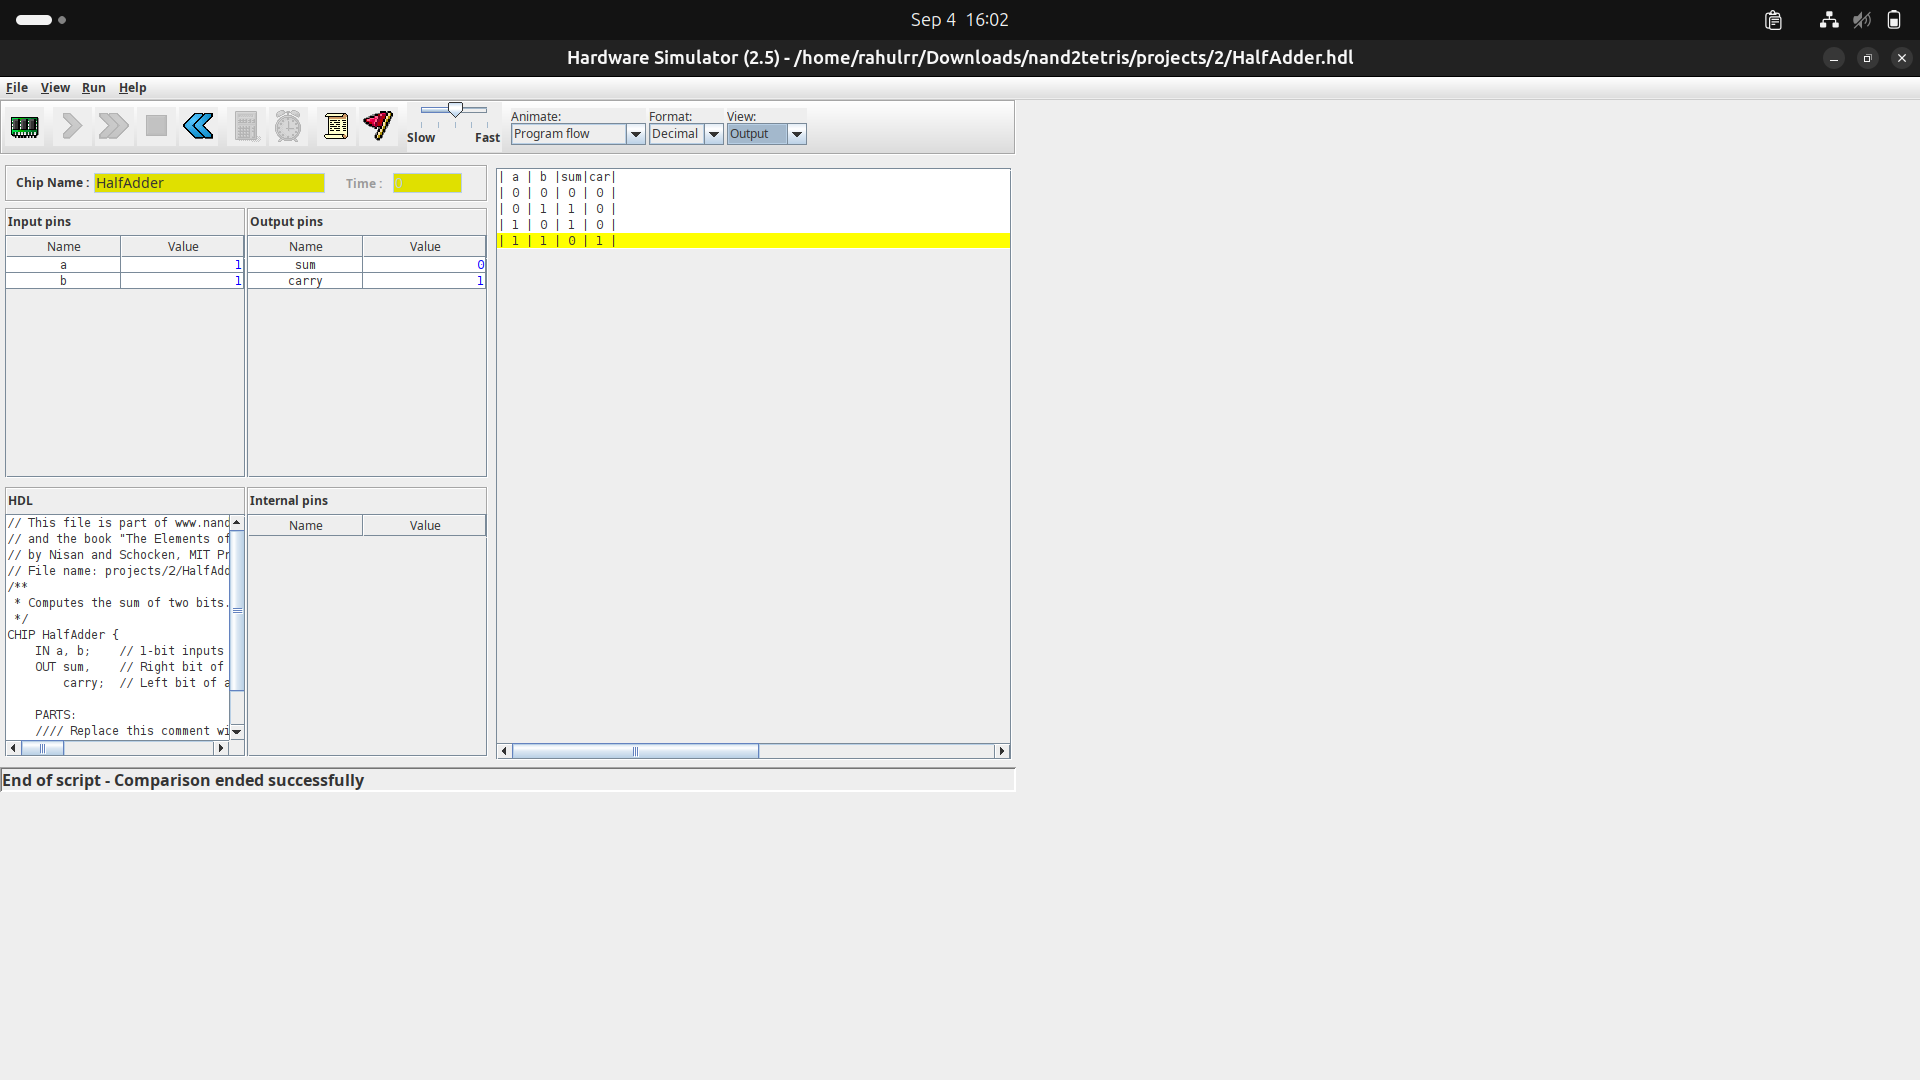 Sep 4 16:02
Hardware Simulator (2.5) - /home/rahulrr/Downloads/nand2tetris/projects/2/HalfAdder.hdl
File View Run Help
Slow Fast
Animate: Format: View:
Program flow Decimal Output
Chip Name : HalfAdder Time : 0
Input pins
Name Value
a 1
b 1
Output pins
Name Value
sum 0
carry 1
HDL
// This file is part of www.nand
// and the book "The Elements of
// by Nisan and Schocken, MIT Pr
// File name: projects/2/HalfAdd
/**
* Computes the sum of two bits.
*/
CHIP HalfAdder {
IN a, b; // 1-bit inputs
OUT sum, // Right bit of
carry; // Left bit of a
PARTS:
//// Replace this comment wi
Internal pins
Name Value
| a | b |sum|car|
| 0 | 0 | 0 | 0 |
| 0 | 1 | 1 | 0 |
| 1 | 0 | 1 | 0 |
| 1 | 1 | 0 | 1 |
End of script - Comparison ended successfully